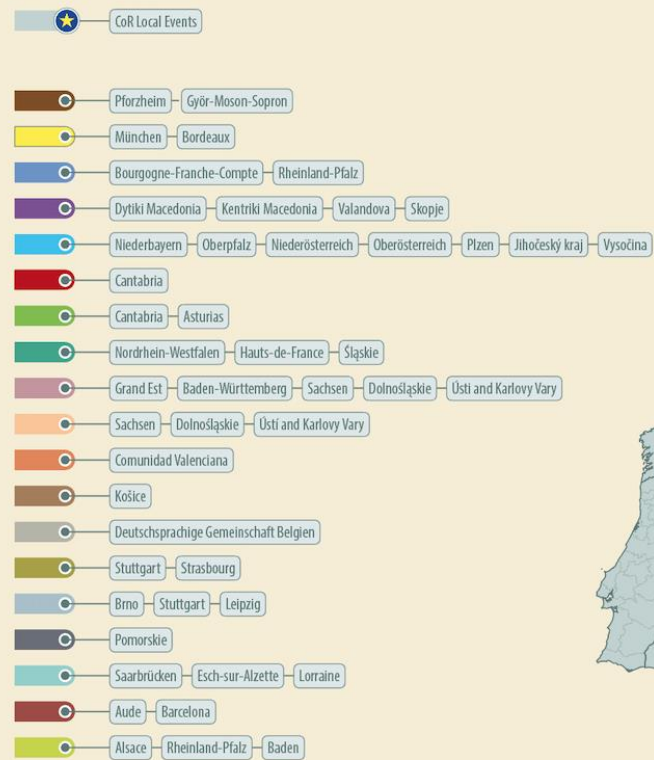 CoR Local Events
Pforzheim Györ-Moson-Sopron
München Bordeaux
Bourgogne-Franche-Compte Rheinland-Pfalz
Dytiki Macedonia Kentriki Macedonia Valandova Skopje
Niederbayern Oberpfalz Niederösterreich Oberösterreich Plzen Jihočeský kraj Vysočina
Cantabria
Cantabria Asturias
Nordrhein-Westfalen Hauts-de-France Śląskie
Grand Est Baden-Württemberg Sachsen Dolnośląskie Ústi and Karlovy Vary
Sachsen Dolnośląskie Ústí and Karlovy Vary
Comunidad Valenciana
Košice
Deutschsprachige Gemeinschaft Belgien
Stuttgart Strasbourg
Brno Stuttgart Leipzig
Pomorskie
Saarbrücken Esch-sur-Alzette Lorraine
Aude Barcelona
Alsace Rheinland-Pfalz Baden